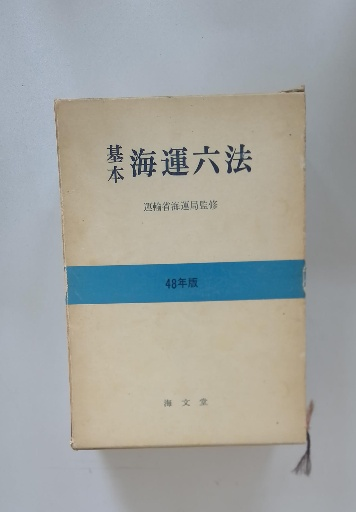 基本 海運六法
運輸省海運局監修
48年版
海文堂